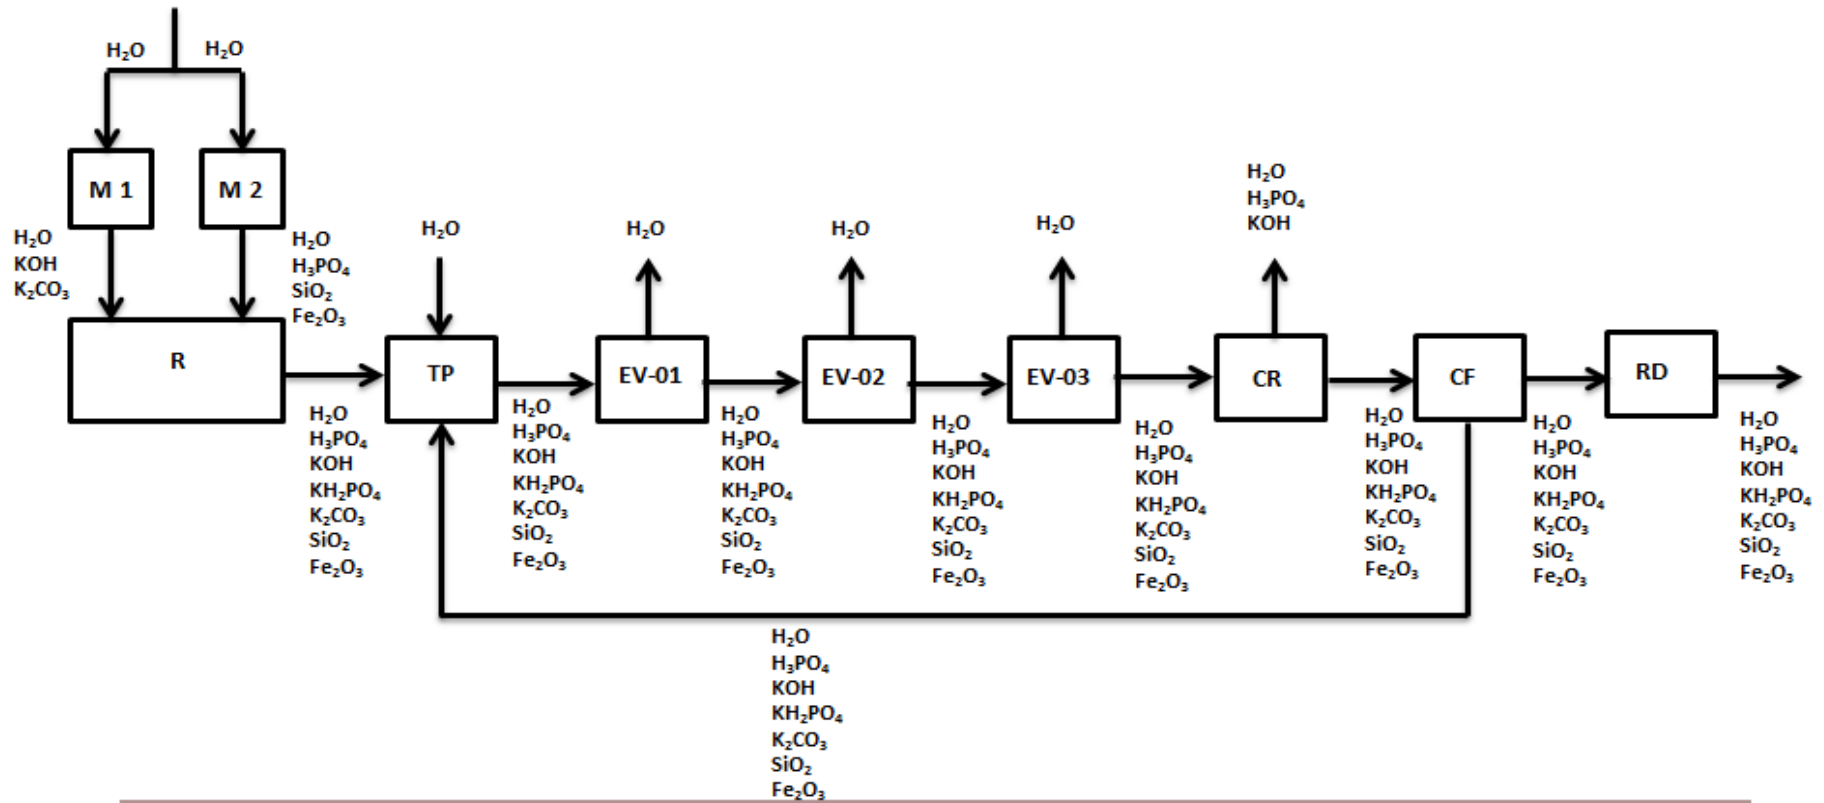 H₂O
H₂O
M 1
M 2
H₂O
KOH
K₂CO₃
H₂O
H₃PO₄
SiO₂
Fe₂O₃
R
H₂O
H₃PO₄
KOH
KH₂PO₄
K₂CO₃
SiO₂
Fe₂O₃
H₂O
TP
H₂O
H₃PO₄
KOH
KH₂PO₄
K₂CO₃
SiO₂
Fe₂O₃
H₂O
EV-01
H₂O
H₃PO₄
KOH
KH₂PO₄
K₂CO₃
SiO₂
Fe₂O₃
H₂O
EV-02
H₂O
H₃PO₄
KOH
KH₂PO₄
K₂CO₃
SiO₂
Fe₂O₃
H₂O
EV-03
H₂O
H₃PO₄
KOH
KH₂PO₄
K₂CO₃
SiO₂
Fe₂O₃
H₂O
H₃PO₄
KOH
CR
H₂O
H₃PO₄
KOH
KH₂PO₄
K₂CO₃
SiO₂
Fe₂O₃
CF
H₂O
H₃PO₄
KOH
KH₂PO₄
K₂CO₃
SiO₂
Fe₂O₃
RD
H₂O
H₃PO₄
KOH
KH₂PO₄
K₂CO₃
SiO₂
Fe₂O₃
H₂O
H₃PO₄
KOH
KH₂PO₄
K₂CO₃
SiO₂
Fe₂O₃